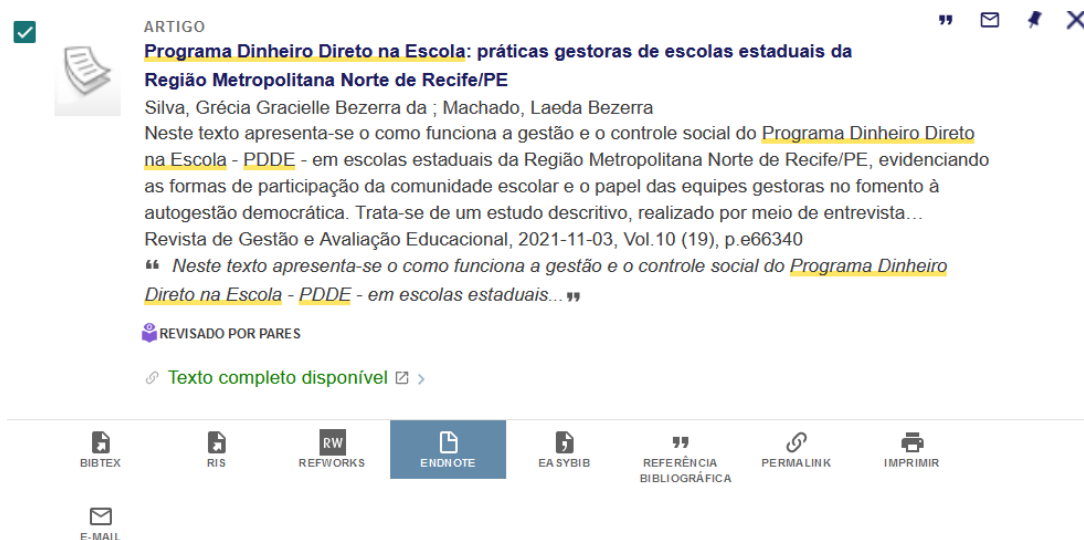 ARTIGO
Programa Dinheiro Direto na Escola: práticas gestoras de escolas estaduais da
Região Metropolitana Norte de Recife/PE
Silva, Grécia Gracielle Bezerra da ; Machado, Laeda Bezerra
Neste texto apresenta-se o como funciona a gestão e o controle social do Programa Dinheiro Direto
na Escola - PDDE - em escolas estaduais da Região Metropolitana Norte de Recife/PE, evidenciando
as formas de participação da comunidade escolar e o papel das equipes gestoras no fomento à
autogestão democrática. Trata-se de um estudo descritivo, realizado por meio de entrevista...
Revista de Gestão e Avaliação Educacional, 2021-11-03, Vol.10 (19), p.e66340
❝ Neste texto apresenta-se o como funciona a gestão e o controle social do Programa Dinheiro
Direto na Escola - PDDE - em escolas estaduais... ❞
REVISADO POR PARES
Texto completo disponível
BIBTEX
RIS
RW
REFWORKS
ENDNOTE
EASYBIB
REFERÊNCIA
BIBLIOGRÁFICA
PERMALINK
IMPRIMIR
E-MAIL